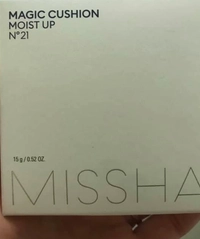 MAGIC CUSHION
MOIST UP
N°21
15 g / 0.52 OZ.
MISSHA